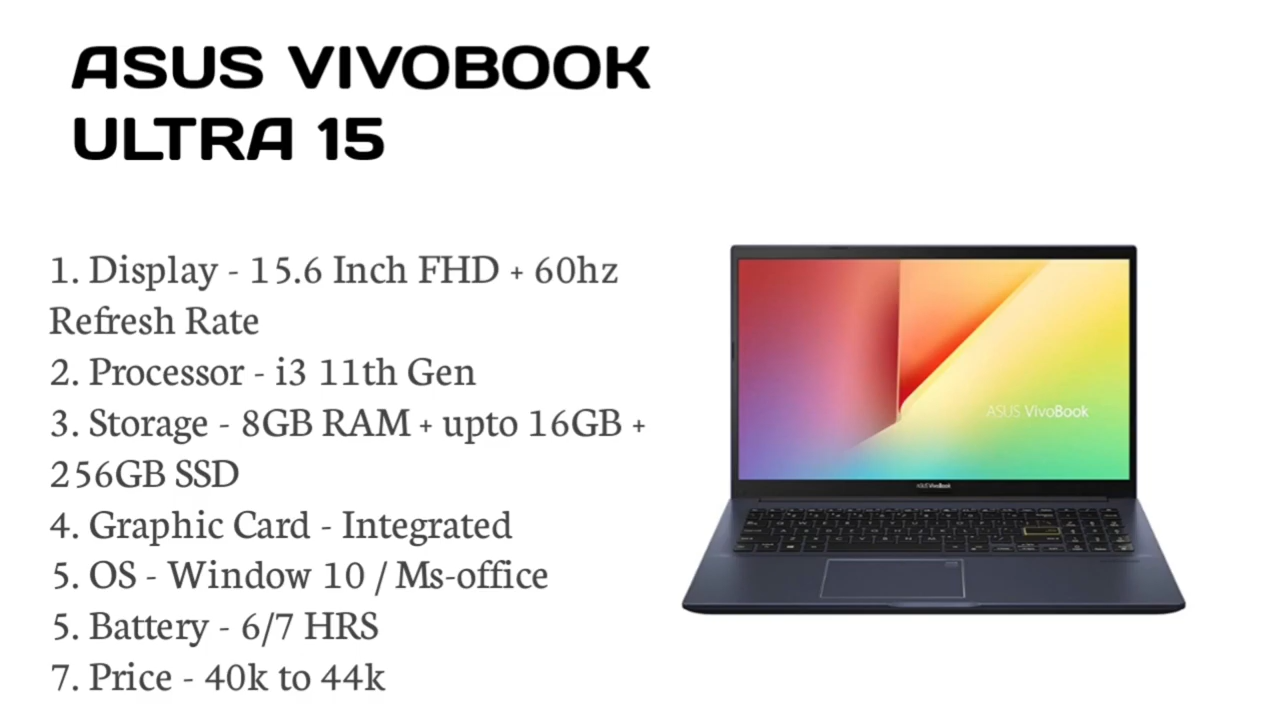 ASUS VIVOBOOK
ULTRA 15
1. Display - 15.6 Inch FHD + 60hz
Refresh Rate
2. Processor - i3 11th Gen
3. Storage - 8GB RAM + upto 16GB +
256GB SSD
4. Graphic Card - Integrated
5. OS - Window 10 / Ms-office
5. Battery - 6/7 HRS
7. Price - 40k to 44k
ASUS VivoBook
ASUS VivoBook